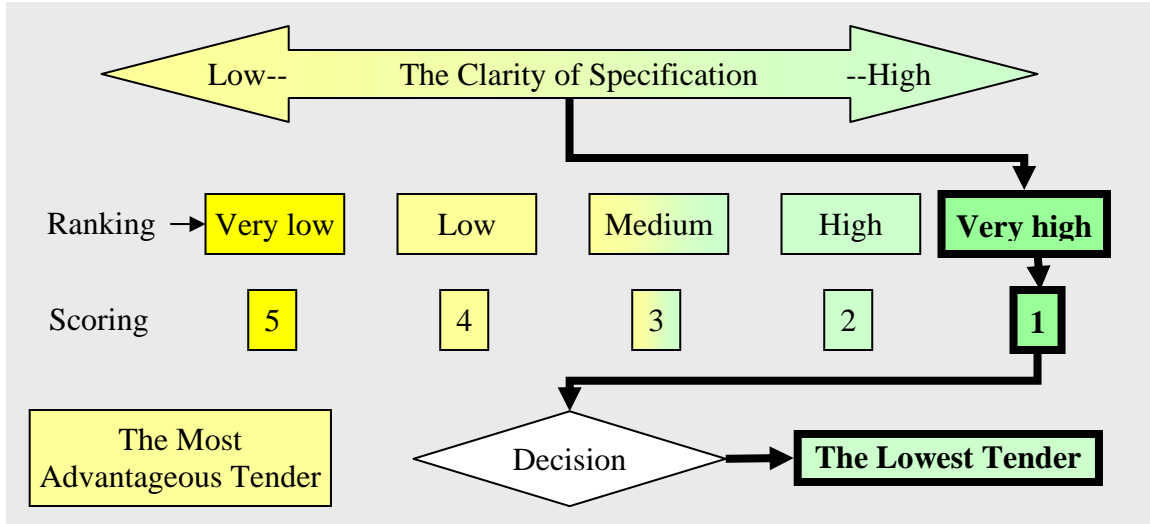 Low-- The Clarity of Specification --High
Ranking Very low Low Medium High Very high
Scoring 5 4 3 2 1
The Most
Advantageous Tender
Decision
The Lowest Tender